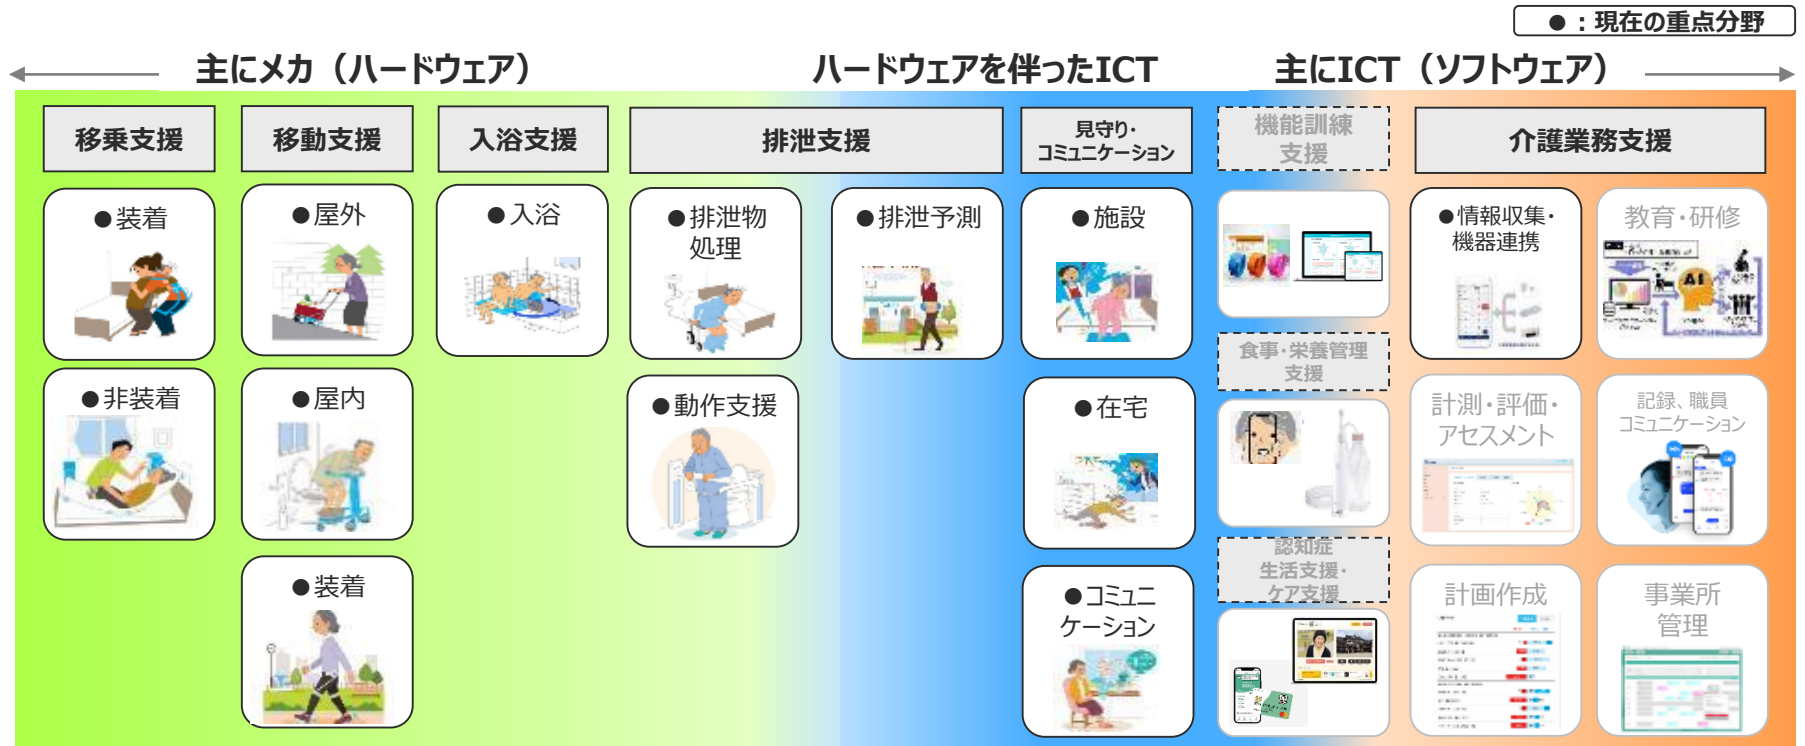 ●：現在の重点分野
主にメカ（ハードウェア）
ハードウェアを伴ったICT
主にICT（ソフトウェア）
移乗支援
●装着
●非装着
移動支援
●屋外
●屋内
●装着
入浴支援
●入浴
排泄支援
●排泄物
処理
●排泄予測
●動作支援
見守り・
コミュニケーション
●施設
●在宅
●コミュニ
ケーション
機能訓練
支援
食事・栄養管理
支援
認知症
生活支援・
ケア支援
介護業務支援
●情報収集・
機器連携
教育・研修
AI
計測・評価・
アセスメント
記録、職員
コミュニケーション
計画作成
事業所
管理